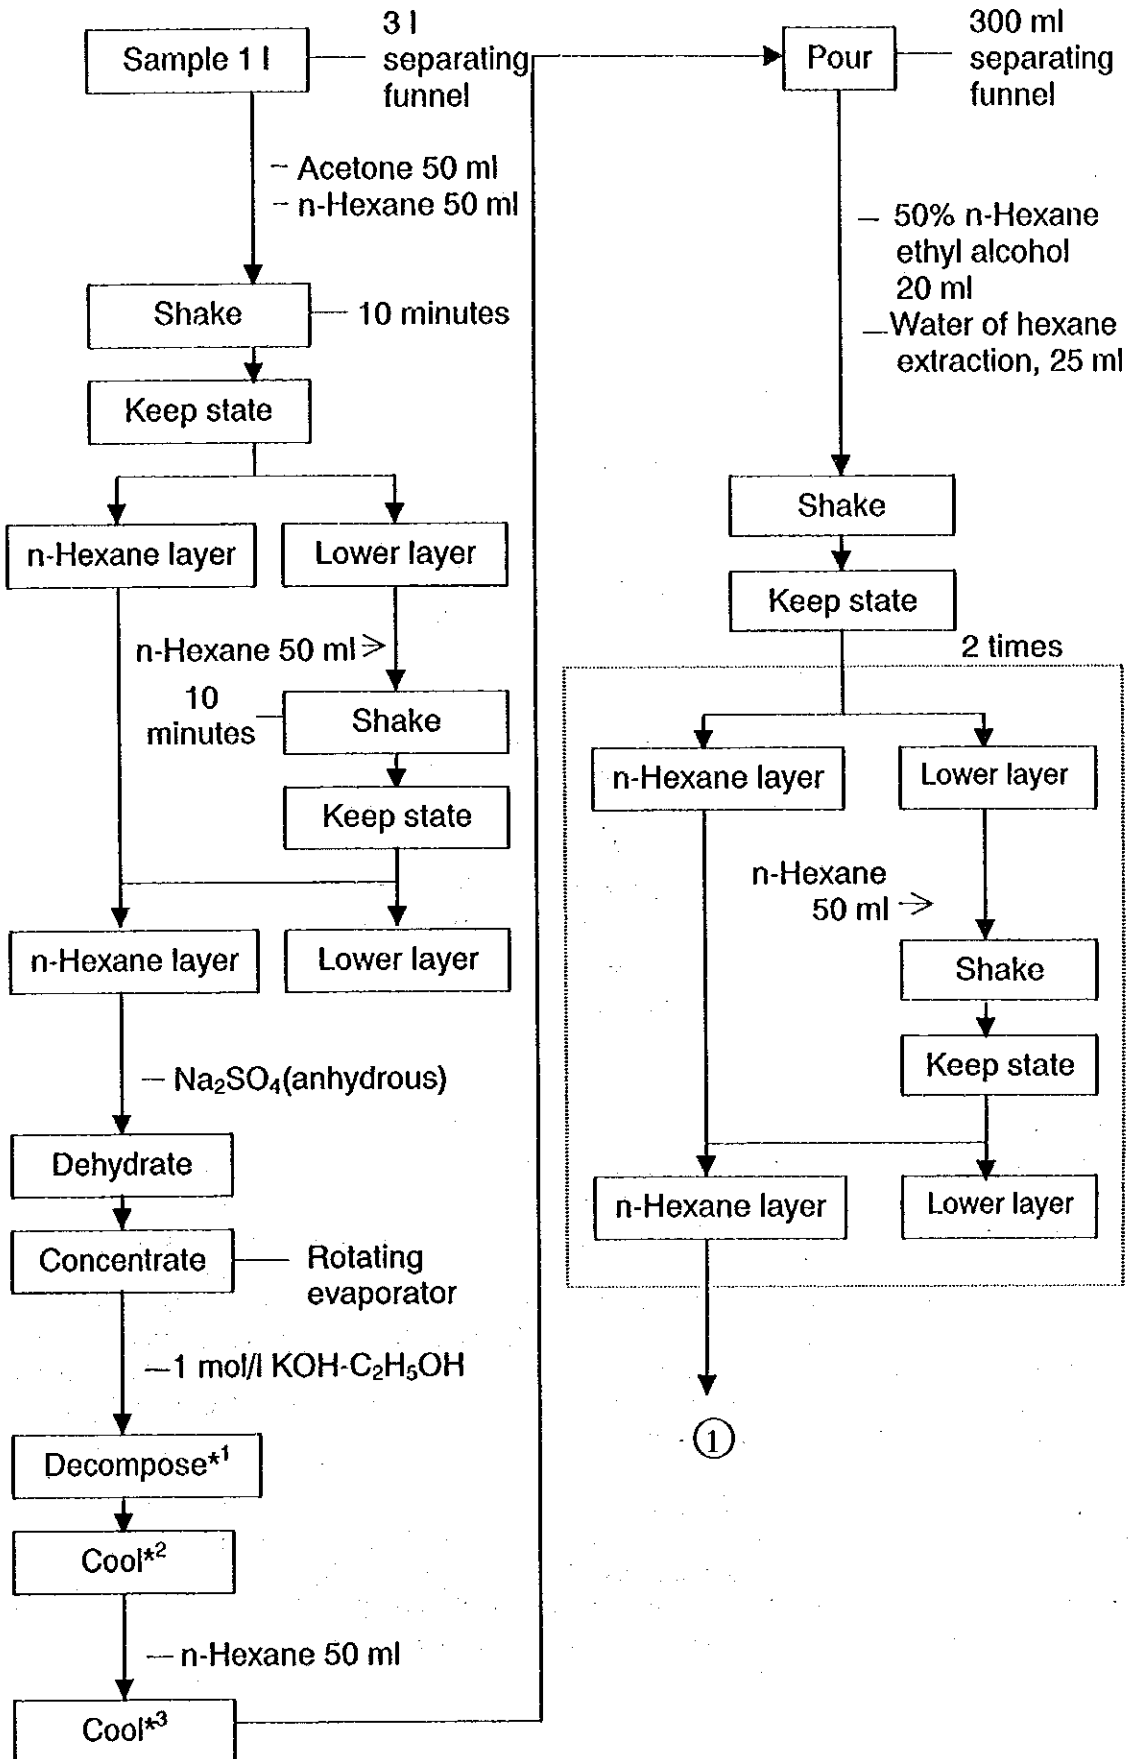 Sample 1 l
3 l
separating
funnel
– Acetone 50 ml
– n-Hexane 50 ml
Shake
10 minutes
Keep state
n-Hexane layer
Lower layer
n-Hexane 50 ml
10
minutes
Shake
Keep state
n-Hexane layer
Lower layer
– Na₂SO₄(anhydrous)
Dehydrate
Concentrate
Rotating
evaporator
–1 mol/l KOH-C₂H₅OH
Decompose*¹
Cool*²
– n-Hexane 50 ml
Cool*³
Pour
300 ml
separating
funnel
– 50% n-Hexane
ethyl alcohol
20 ml
–Water of hexane
extraction, 25 ml
Shake
Keep state
2 times
n-Hexane layer
Lower layer
n-Hexane
50 ml
Shake
Keep state
n-Hexane layer
Lower layer
①